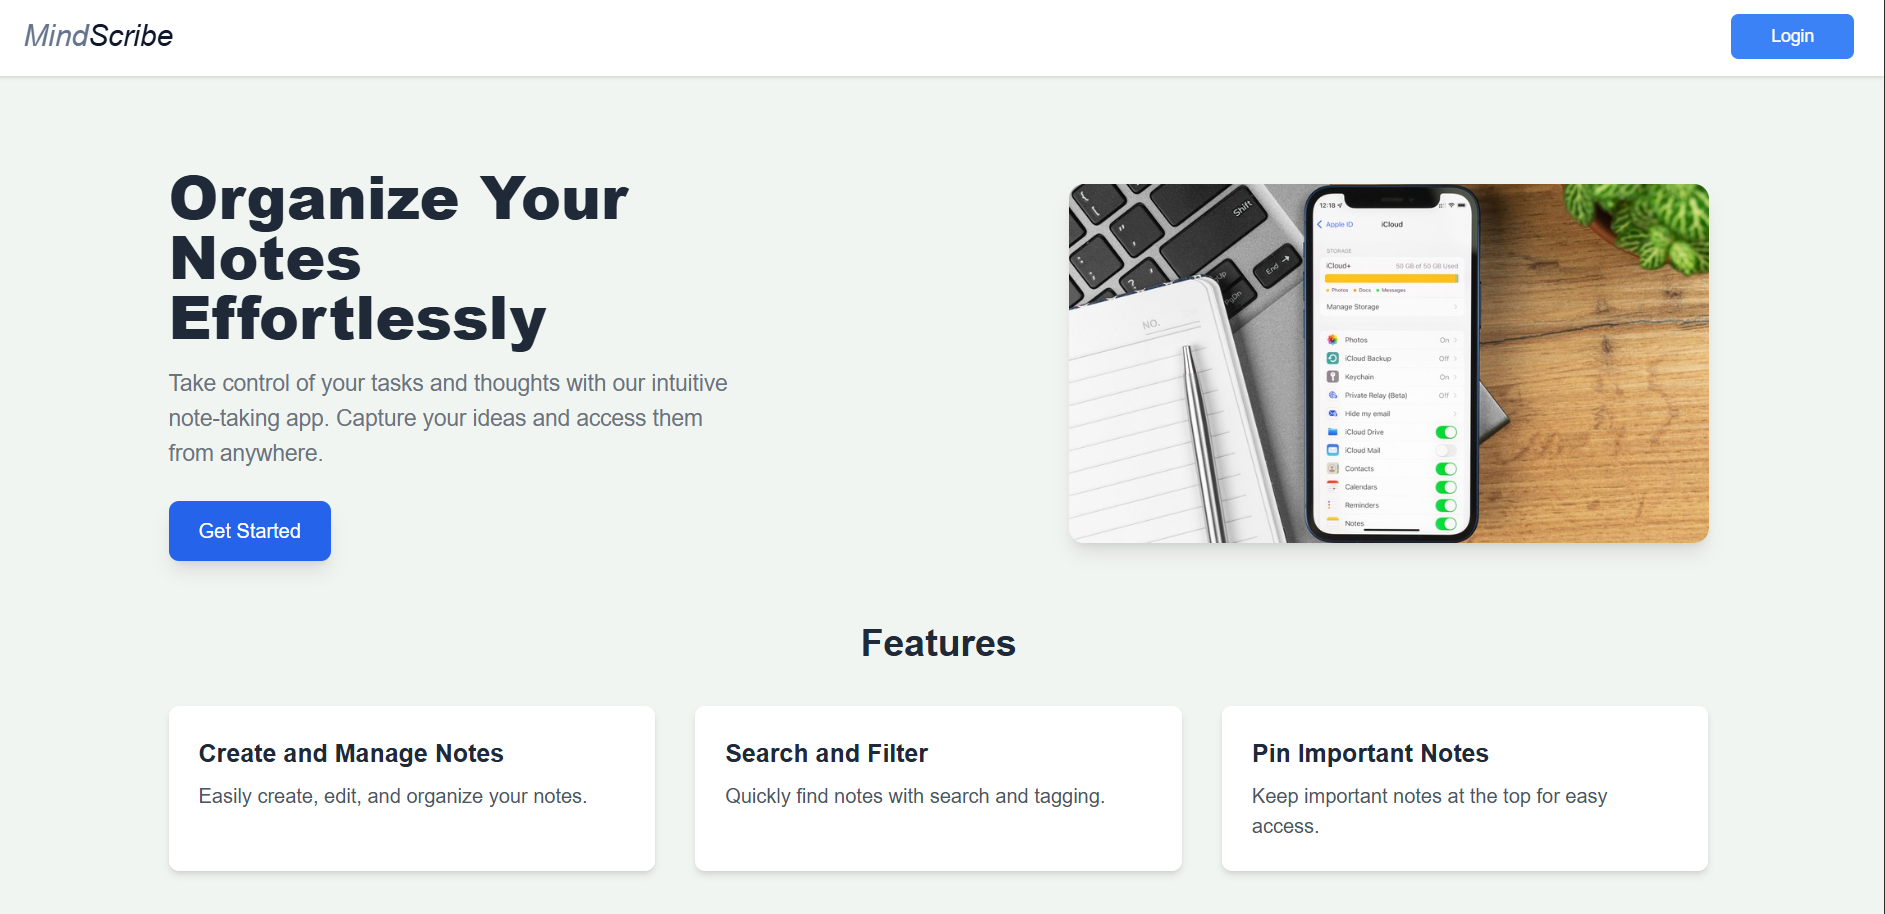 MindScribe
Login
Organize Your
Notes
Effortlessly
Take control of your tasks and thoughts with our intuitive
note-taking app. Capture your ideas and access them
from anywhere.
Get Started
Shift
End
PgDn
NO.
12:18
Apple ID
iCloud
STORAGE
iCloud+ 50 GB of 50 GB Used
Photos Docs Messages
Manage Storage
Photos On
iCloud Backup Off
Keychain On
Private Relay (Beta) Off
Hide my email
iCloud Drive
iCloud Mail
Contacts
Calendars
Reminders
Notes
Features
Create and Manage Notes
Easily create, edit, and organize your notes.
Search and Filter
Quickly find notes with search and tagging.
Pin Important Notes
Keep important notes at the top for easy
access.